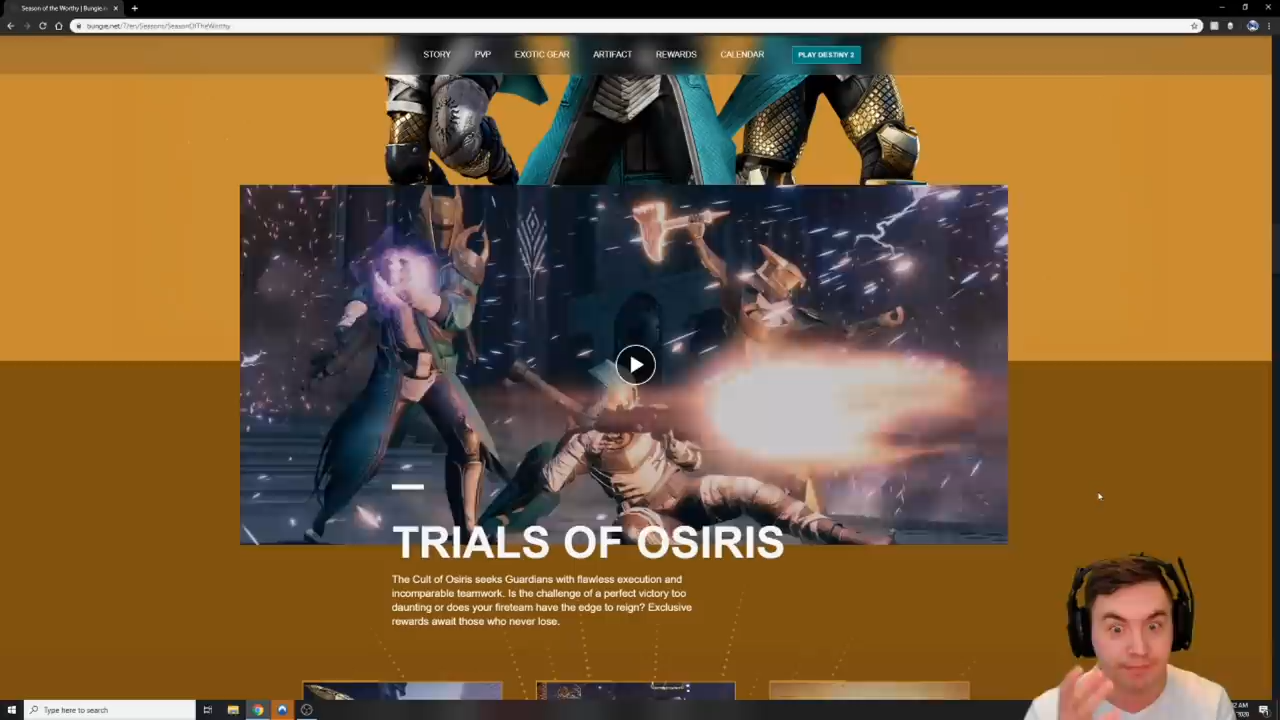 Season of the Worthy | Bungie.n
bungie.net/7/en/Seasons/SeasonOfTheWorthy
STORY PVP EXOTIC GEAR ARTIFACT REWARDS CALENDAR PLAY DESTINY 2
TRIALS OF OSIRIS
The Cult of Osiris seeks Guardians with flawless execution and
incomparable teamwork. Is the challenge of a perfect victory too
daunting or does your fireteam have the edge to reign? Exclusive
rewards await those who never lose.
Type here to search